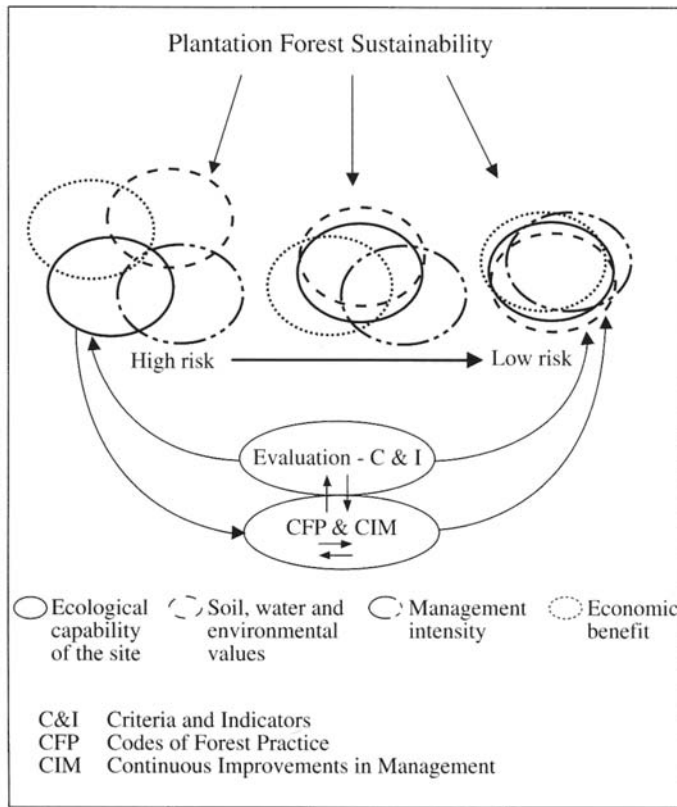 Plantation Forest Sustainability
High risk
Low risk
Evaluation - C & I
CFP & CIM
Ecological
capability
of the site
Soil, water and
environmental
values
Management
intensity
Economic
benefit
C&I Criteria and Indicators
CFP Codes of Forest Practice
CIM Continuous Improvements in Management